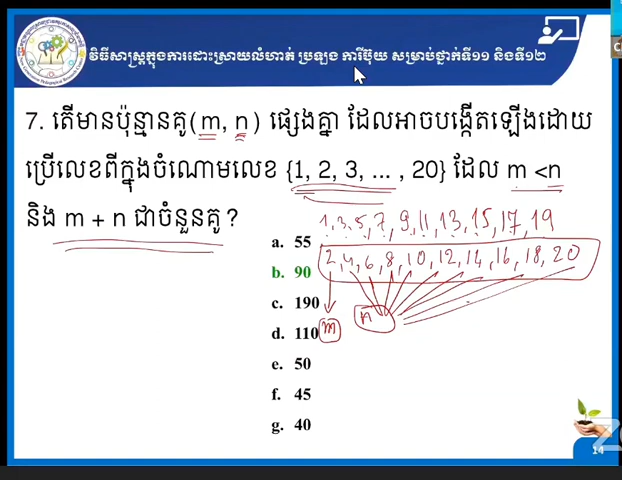 វិធីសាស្ត្រក្នុងការដោះស្រាយលំហាត់ ប្រឡង ការីប៊ុយ សម្រាប់ថ្នាក់ទី១១ និងទី១២
7. តើមានប៉ុន្មានគូ(m, n) ផ្សេងគ្នា ដែលអាចបង្កើតឡើងដោយ
ប្រើលេខពីក្នុងចំណោមលេខ {1, 2, 3, ... , 20} ដែល m <n
និង m + n ជាចំនួនគូ ?
1, 3, 5, 7, 9, 11, 13, 15, 17, 19
a. 55
2, 4, 6, 8, 10, 12, 14, 16, 18, 20
b. 90
c. 190
d. 110
m
n
e. 50
f. 45
g. 40
14